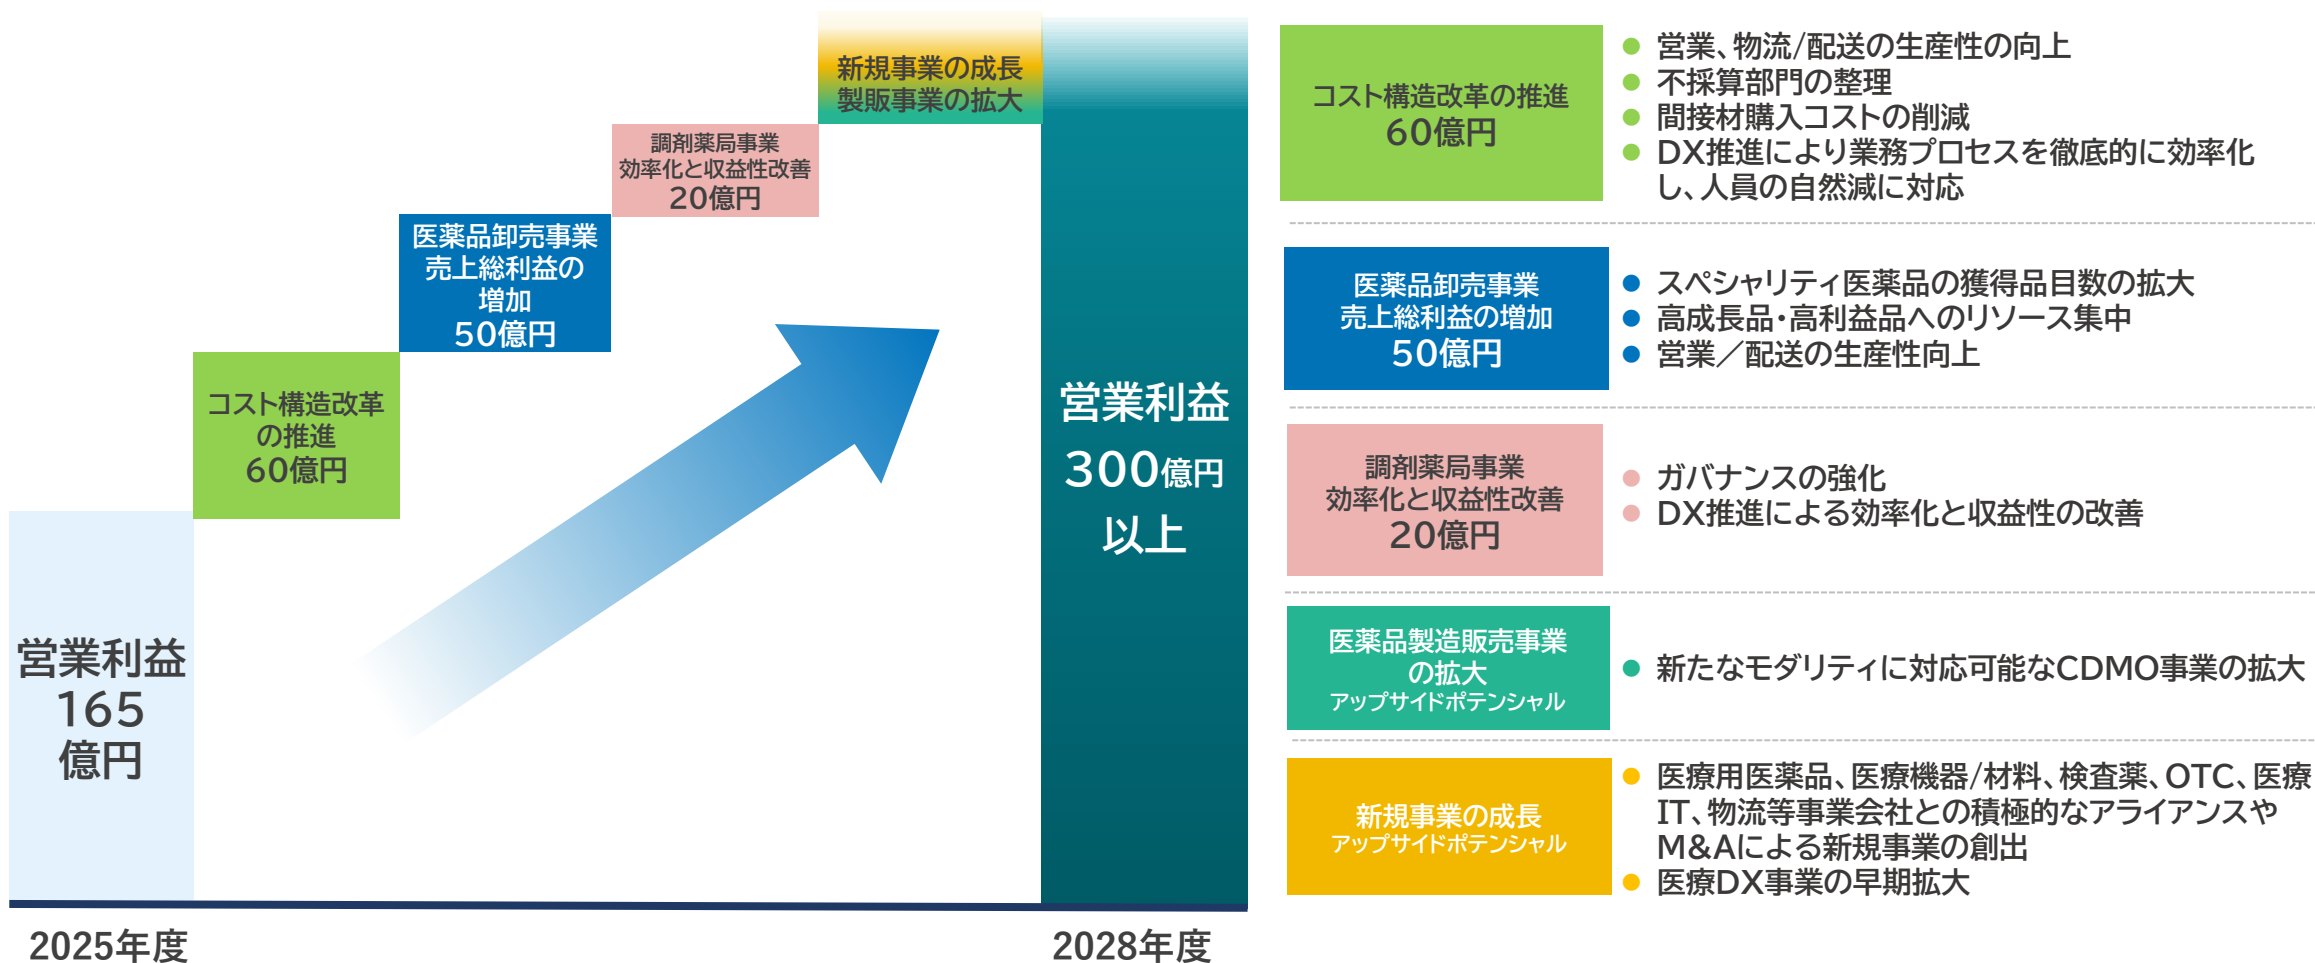 新規事業の成長
製販事業の拡大
調剤薬局事業
効率化と収益性改善
20億円
医薬品卸売事業
売上総利益の
増加
50億円
コスト構造改革
の推進
60億円
営業利益
165
億円
営業利益
300億円
以上
2025年度
2028年度
コスト構造改革の推進
60億円
● 営業、物流/配送の生産性の向上
● 不採算部門の整理
● 間接材購入コストの削減
● DX推進により業務プロセスを徹底的に効率化
し、人員の自然減に対応
医薬品卸売事業
売上総利益の増加
50億円
● スペシャリティ医薬品の獲得品目数の拡大
● 高成長品・高利益品へのリソース集中
● 営業／配送の生産性向上
調剤薬局事業
効率化と収益性改善
20億円
● ガバナンスの強化
● DX推進による効率化と収益性の改善
医薬品製造販売事業
の拡大
アップサイドポテンシャル
● 新たなモダリティに対応可能なCDMO事業の拡大
新規事業の成長
アップサイドポテンシャル
● 医療用医薬品、医療機器/材料、検査薬、OTC、医療
IT、物流等事業会社との積極的なアライアンスや
M&Aによる新規事業の創出
● 医療DX事業の早期拡大